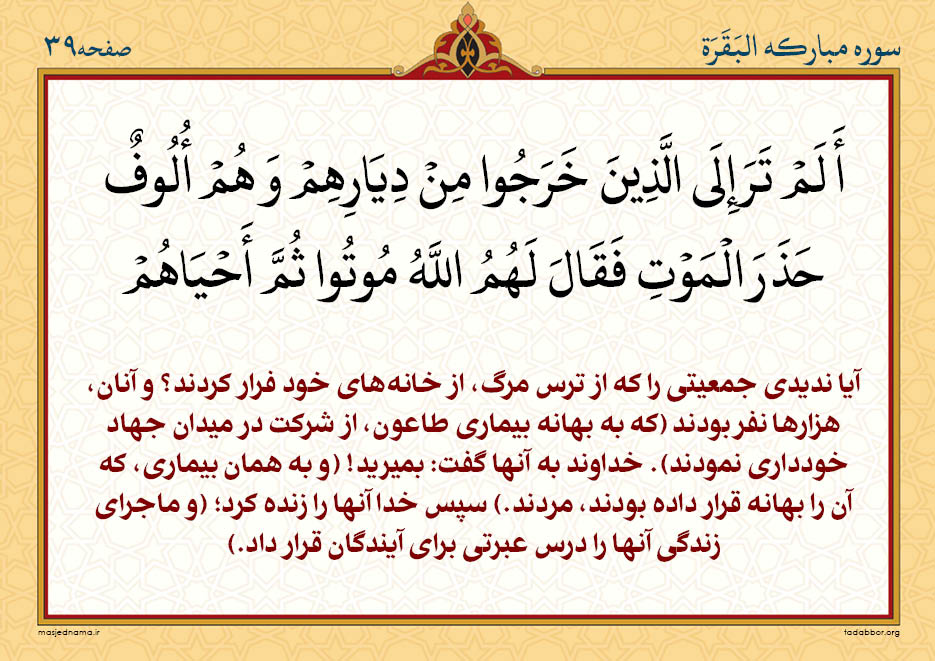 سوره مبارکه البَقَرَة
صفحه۳۹
أَلَمْ تَرَ إِلَى الَّذِينَ خَرَجُوا مِنْ دِيَارِهِمْ وَ هُمْ أُلُوفٌ
حَذَرَ الْمَوْتِ فَقَالَ لَهُمُ اللَّهُ مُوتُوا ثُمَّ أَحْيَاهُمْ
آیا ندیدی جمعیتی را که از ترس مرگ، از خانه‌های خود فرار کردند؟ و آنان،
هزارها نفر بودند (که به بهانه بیماری طاعون، از شرکت در میدان جهاد
خودداری نمودند). خداوند به آنها گفت: بمیرید! (و به همان بیماری، که
آن را بهانه قرار داده بودند، مردند.) سپس خدا آنها را زنده کرد؛ (و ماجرای
زندگی آنها را درس عبرتی برای آیندگان قرار داد.)
masjednama.ir
tadabbor.org